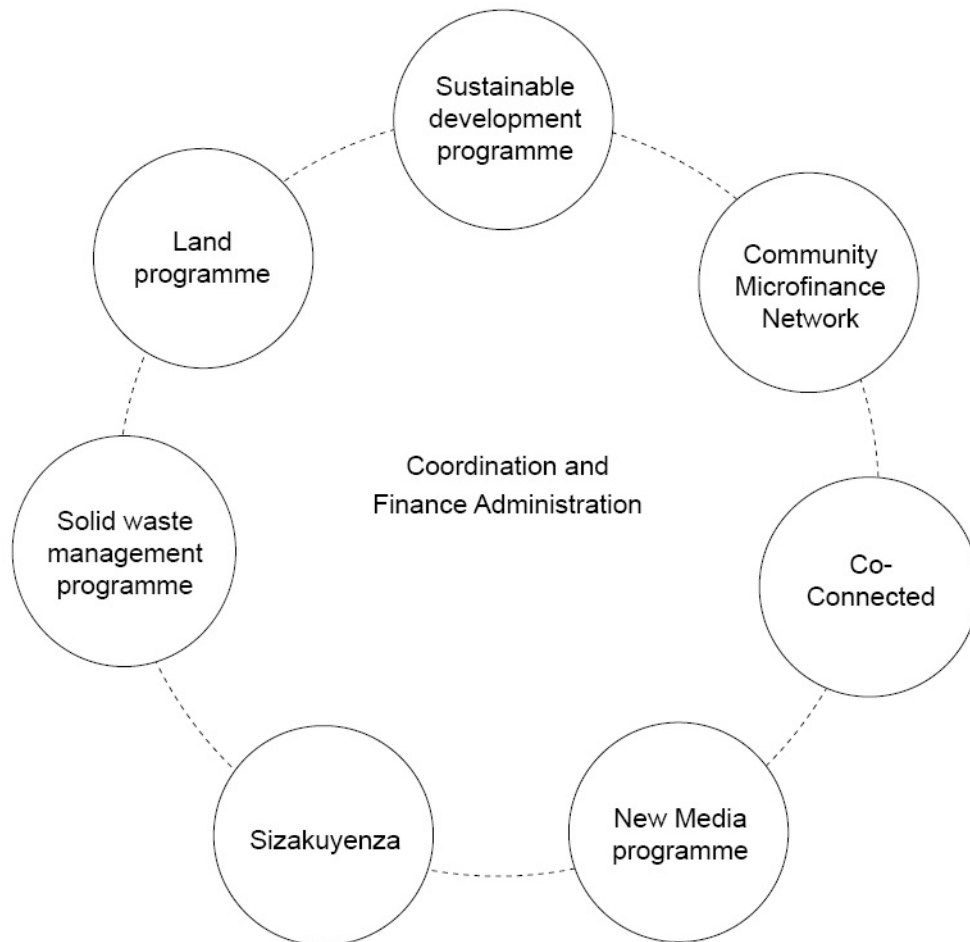 Sustainable
development
programme
Land
programme
Community
Microfinance
Network
Coordination and
Finance Administration
Solid waste
management
programme
Co-
Connected
Sizakuyenza
New Media
programme